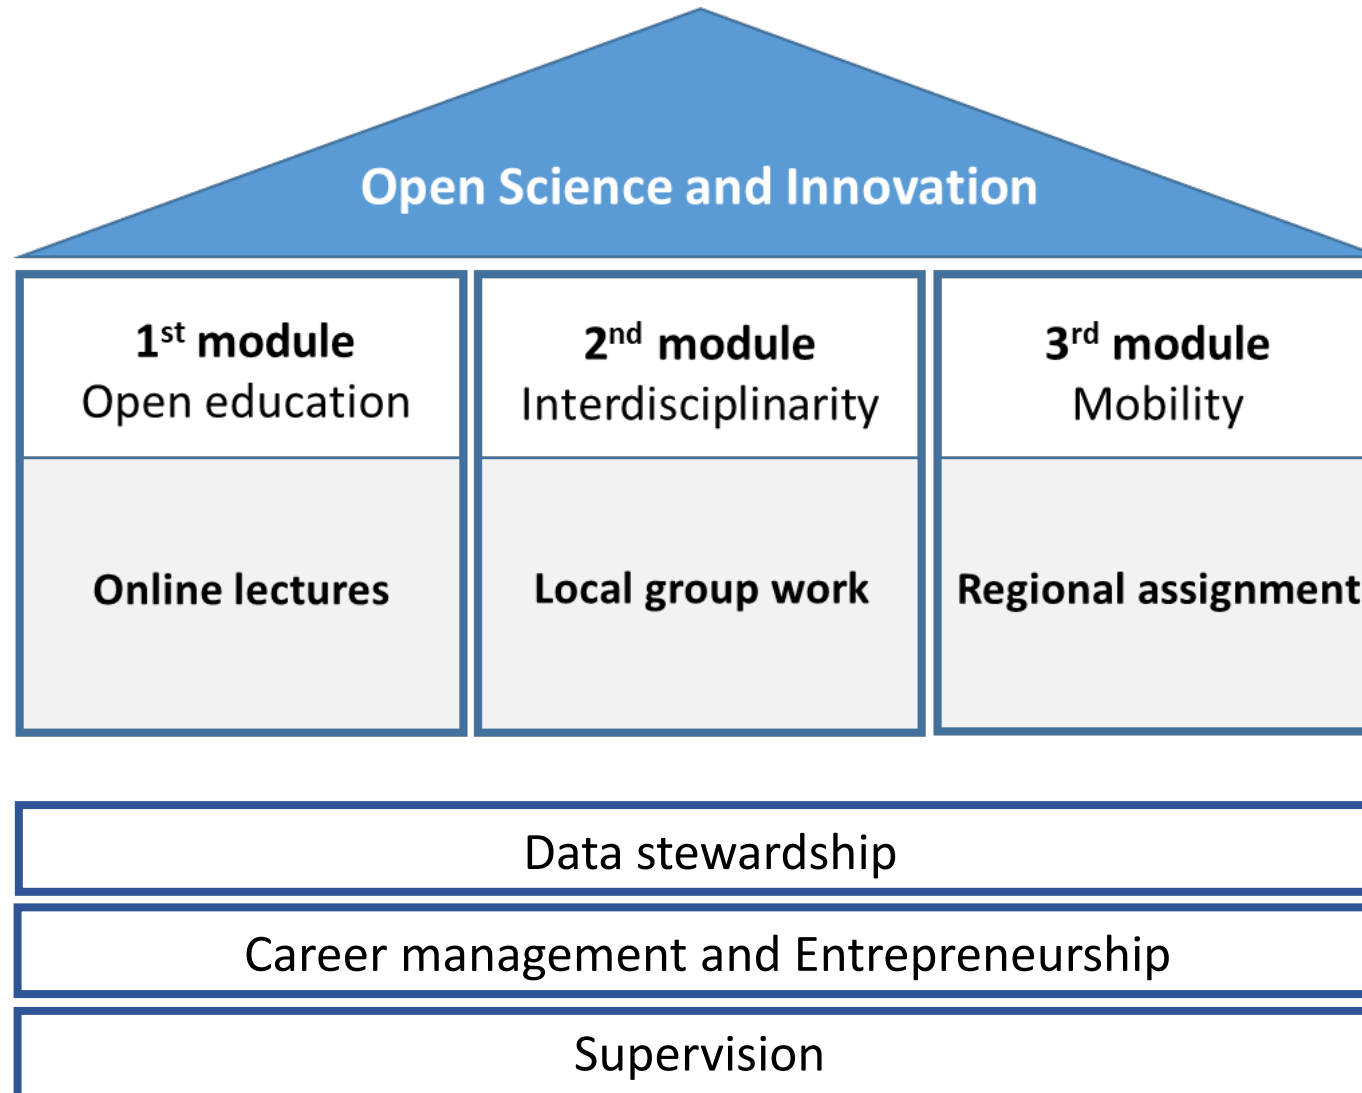 Open Science and Innovation
1st module
Open education
2nd module
Interdisciplinarity
3rd module
Mobility
Online lectures
Local group work
Regional assignment
Data stewardship
Career management and Entrepreneurship
Supervision